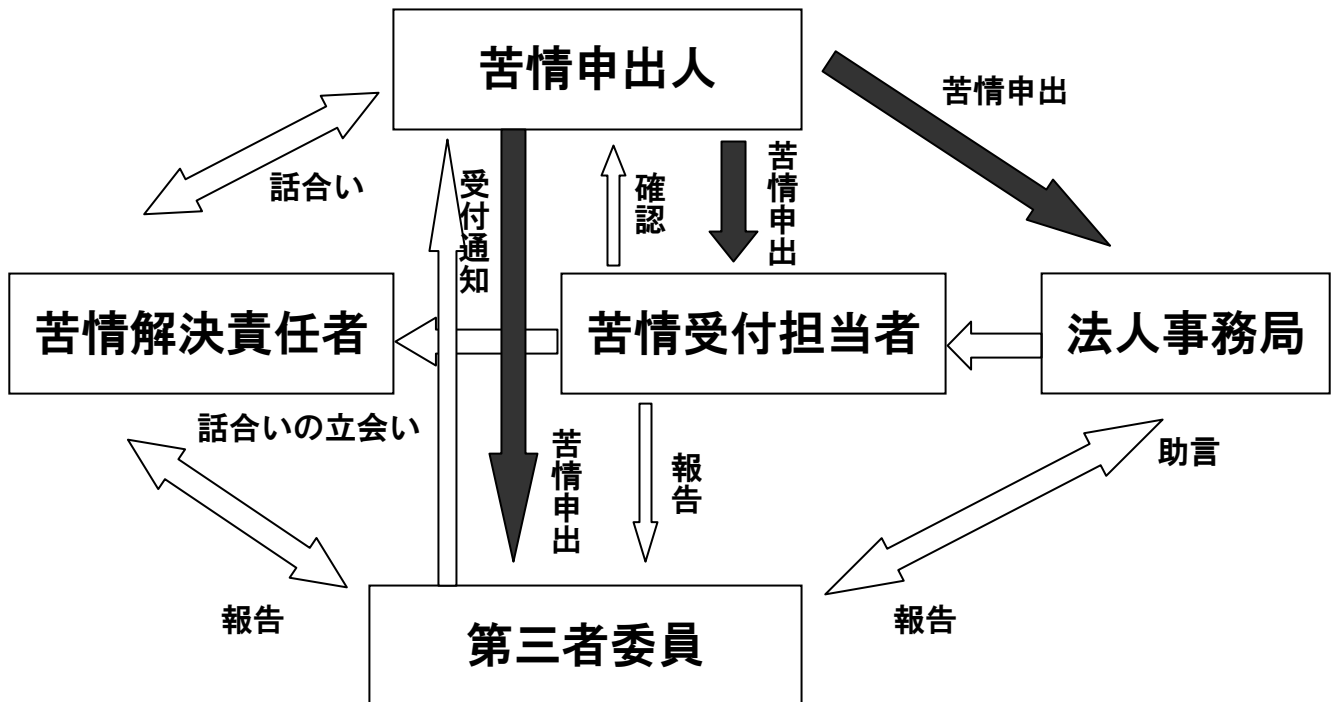 苦情申出人
苦情申出
話合い
受付通知
確認
苦情申出
苦情解決責任者
苦情受付担当者
法人事務局
話合いの立会い
苦情申出
報告
助言
報告
第三者委員
報告